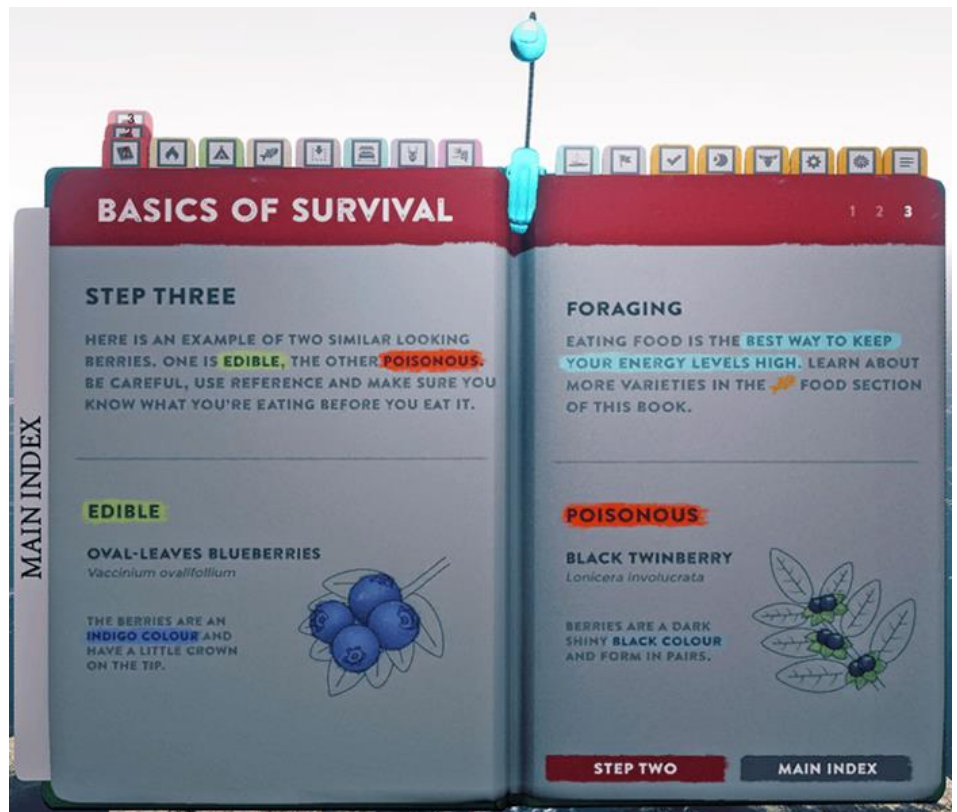 3
2
BASICS OF SURVIVAL
1 2 3
MAIN INDEX
STEP THREE
HERE IS AN EXAMPLE OF TWO SIMILAR LOOKING
BERRIES. ONE IS EDIBLE, THE OTHER POISONOUS.
BE CAREFUL, USE REFERENCE AND MAKE SURE YOU
KNOW WHAT YOU'RE EATING BEFORE YOU EAT IT.
EDIBLE
OVAL-LEAVES BLUEBERRIES
Vaccinium ovalifollium
THE BERRIES ARE AN
INDIGO COLOUR AND
HAVE A LITTLE CROWN
ON THE TIP.
FORAGING
EATING FOOD IS THE BEST WAY TO KEEP
YOUR ENERGY LEVELS HIGH. LEARN ABOUT
MORE VARIETIES IN THE FOOD SECTION
OF THIS BOOK.
POISONOUS
BLACK TWINBERRY
Lonicera involucrata
BERRIES ARE A DARK
SHINY BLACK COLOUR
AND FORM IN PAIRS.
STEP TWO
MAIN INDEX